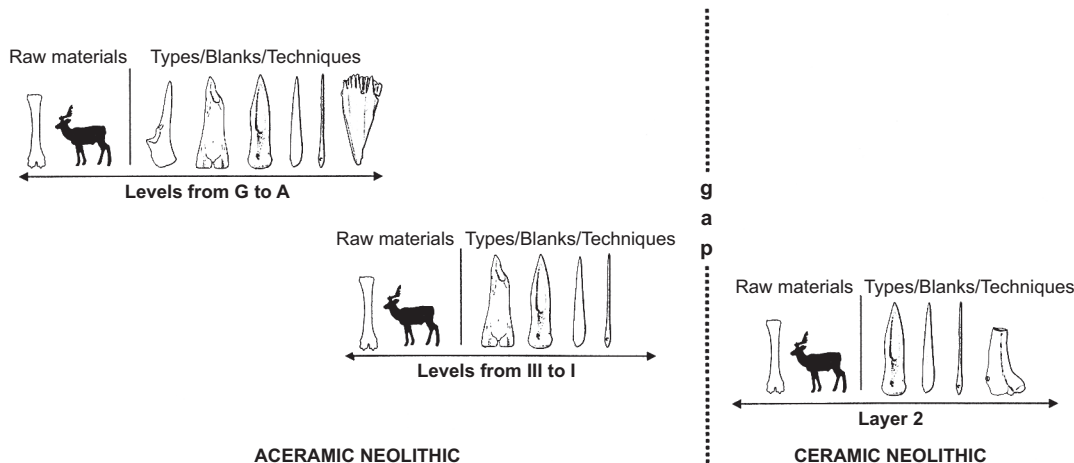 Raw materials
Types/Blanks/Techniques
Levels from G to A
g
a
p
Raw materials
Types/Blanks/Techniques
Levels from III to I
Raw materials
Types/Blanks/Techniques
Layer 2
ACERAMIC NEOLITHIC
CERAMIC NEOLITHIC